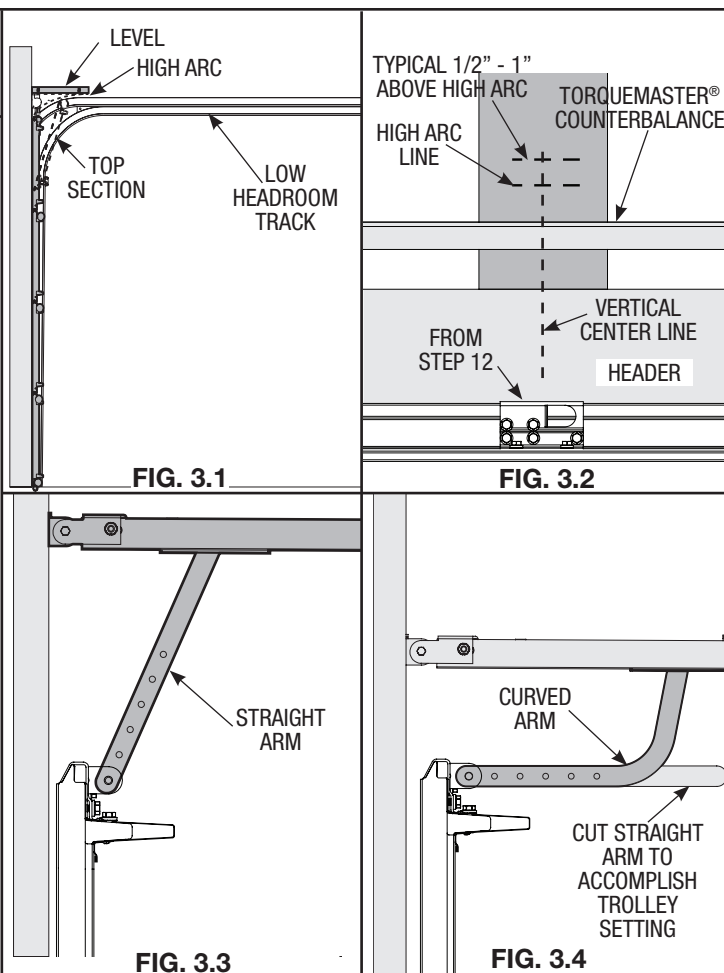 LEVEL
HIGH ARC
TOP
SECTION
LOW
HEADROOM
TRACK
FIG. 3.1
TYPICAL 1/2” - 1”
ABOVE HIGH ARC
HIGH ARC
LINE
TORQUEMASTER®
COUNTERBALANCE
VERTICAL
CENTER LINE
FROM
STEP 12
HEADER
FIG. 3.2
STRAIGHT
ARM
FIG. 3.3
CURVED
ARM
CUT STRAIGHT
ARM TO
ACCOMPLISH
TROLLEY
SETTING
FIG. 3.4